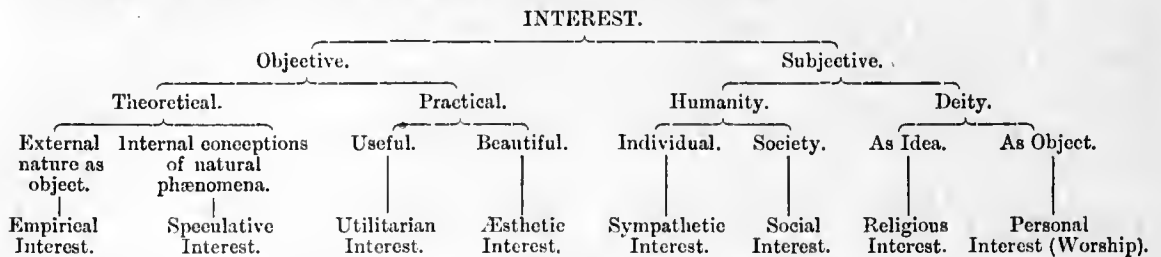 INTEREST.
Objective. Subjective.
Theoretical. Practical. Humanity. Deity.
External Internal conceptions Useful. Beautiful. Individual. Society. As Idea. As Object.
nature as of natural
object. phænomena.
Empirical Speculative Utilitarian Æsthetic Sympathetic Social Religious Personal
Interest. Interest. Interest. Interest. Interest. Interest. Interest. Interest (Worship).